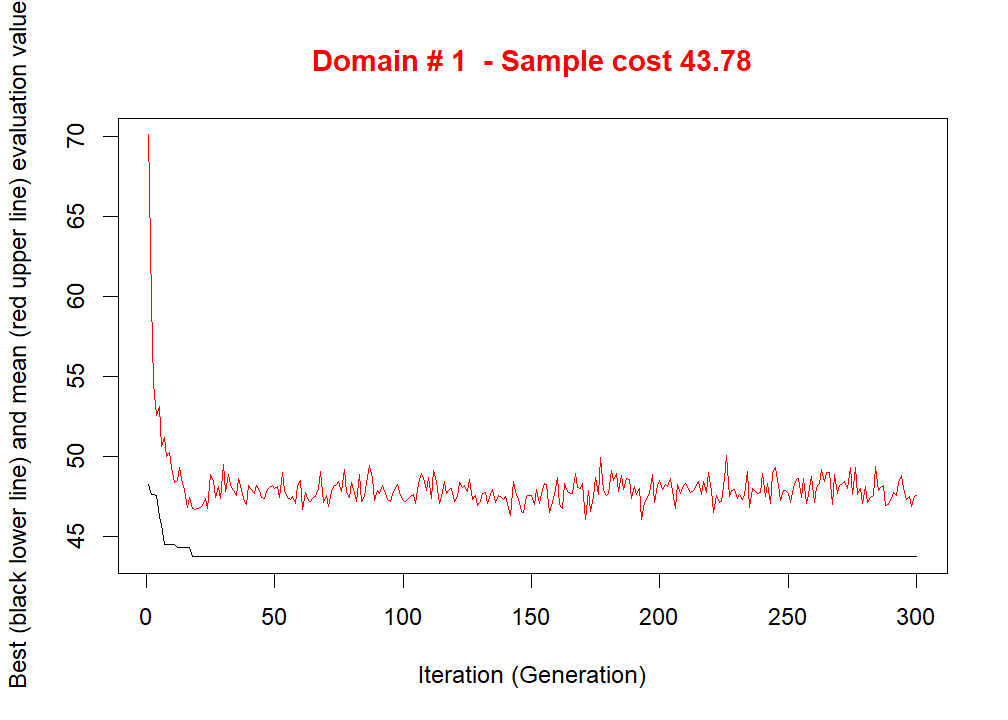 Domain # 1  - Sample cost 43.78
Best (black lower line) and mean (red upper line) evaluation value
70
65
60
55
50
45
0 50 100 150 200 250 300
Iteration (Generation)